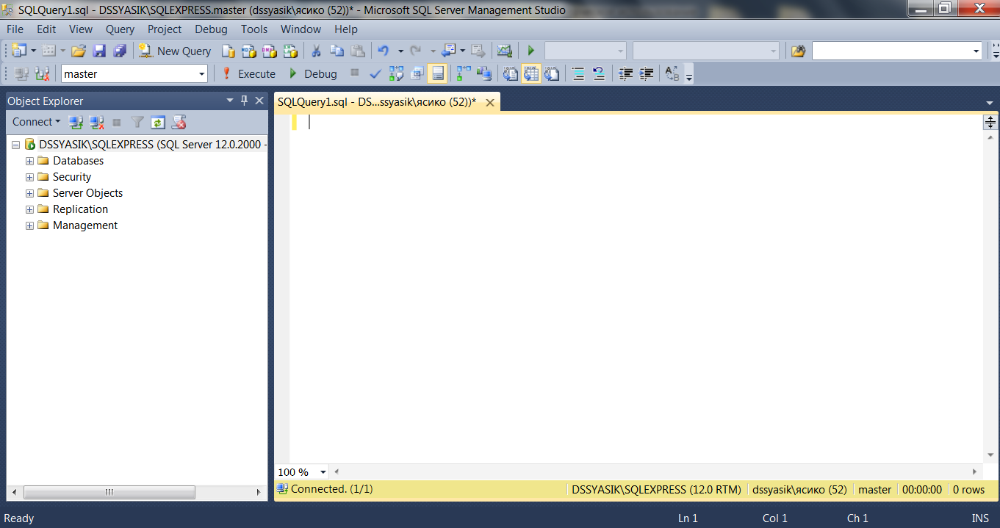 SQLQuery1.sql - DSSYASIK\SQLEXPRESS.master (dssyasik\ясико (52))* - Microsoft SQL Server Management Studio
File Edit View Query Project Debug Tools Window Help
New Query
master Execute Debug
Object Explorer
SQLQuery1.sql - DS...ssyasik\ясико (52))*
Connect
DSSYASIK\SQLEXPRESS (SQL Server 12.0.2000 -
Databases
Security
Server Objects
Replication
Management
100 %
Connected. (1/1) DSSYASIK\SQLEXPRESS (12.0 RTM) dssyasik\ясико (52) master 00:00:00 0 rows
Ready Ln 1 Col 1 Ch 1 INS